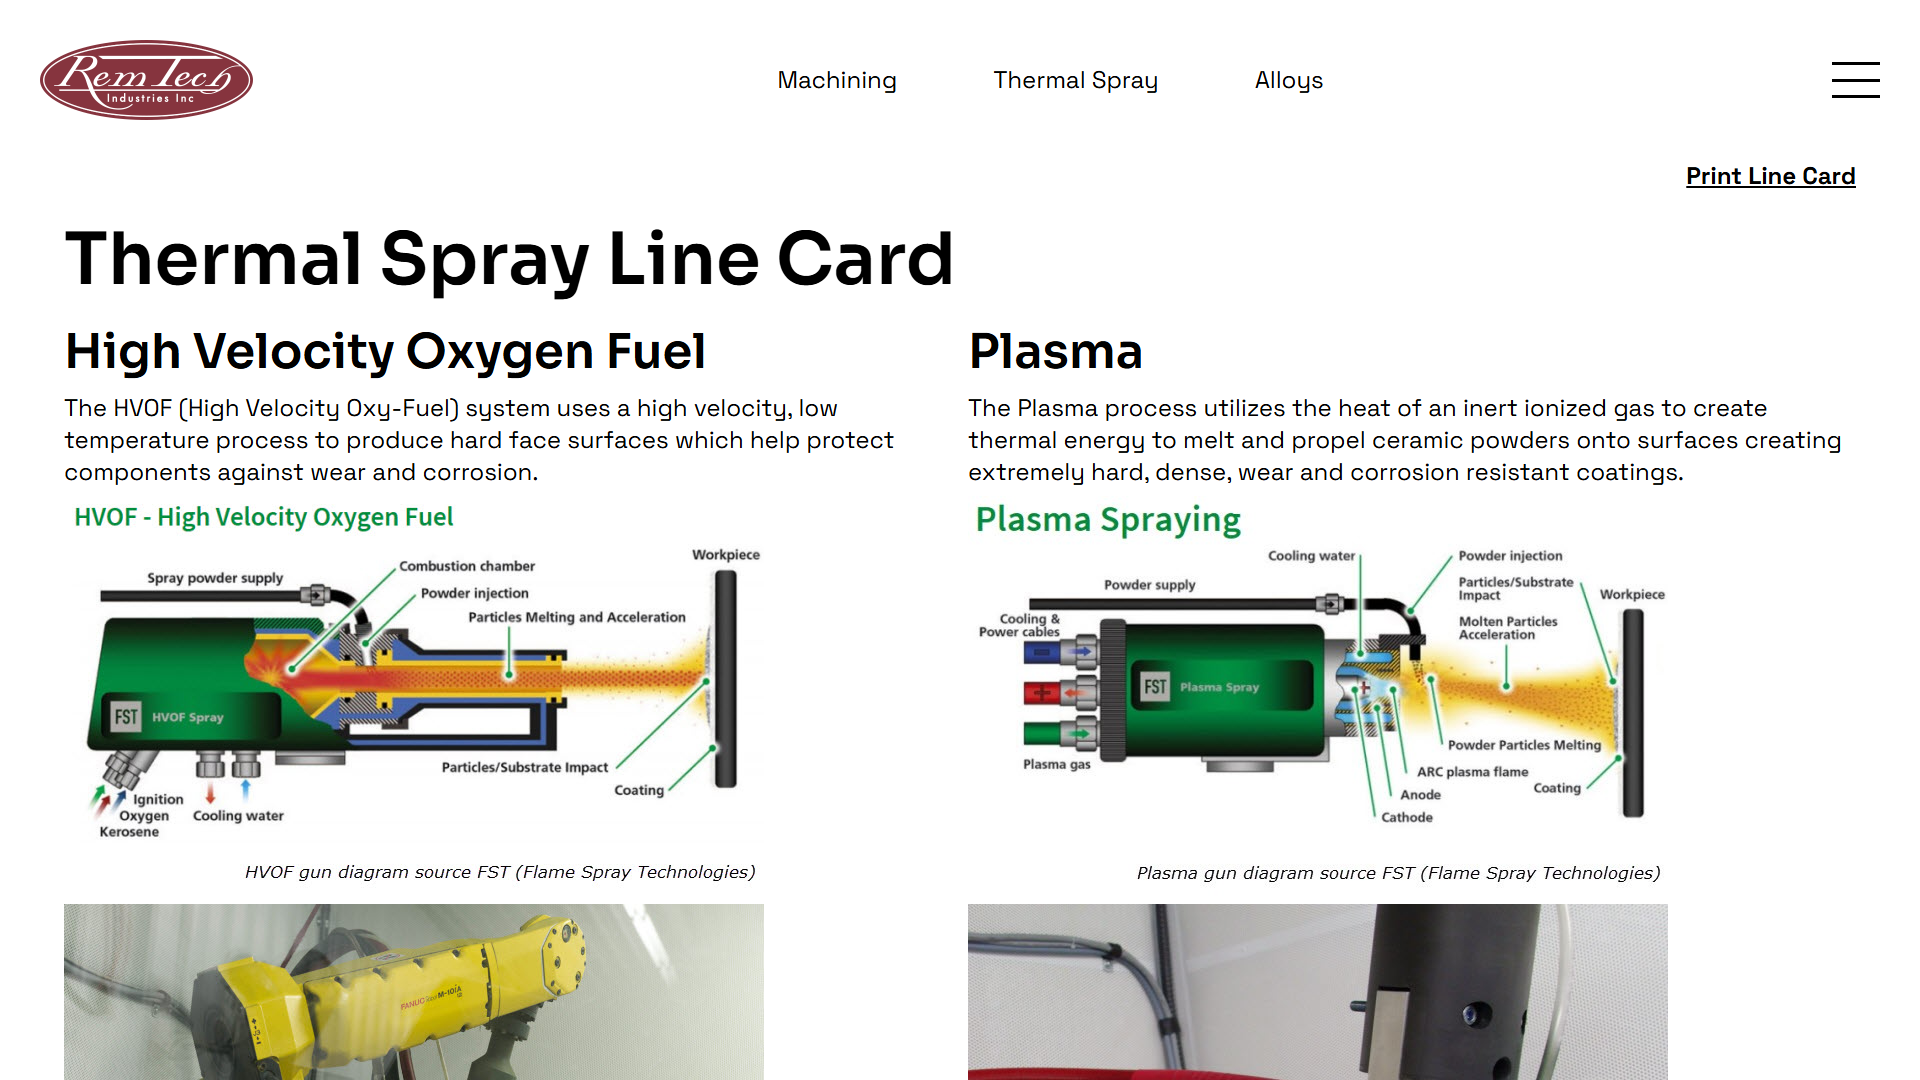 Rem Tech
Industries Inc
Machining
Thermal Spray
Alloys
Print Line Card
Thermal Spray Line Card
High Velocity Oxygen Fuel
The HVOF (High Velocity Oxy-Fuel) system uses a high velocity, low
temperature process to produce hard face surfaces which help protect
components against wear and corrosion.
HVOF - High Velocity Oxygen Fuel
Workpiece
Combustion chamber
Spray powder supply
Powder injection
Particles Melting and Acceleration
FST
HVOF Spray
Particles/Substrate Impact
Coating
Ignition
Oxygen
Kerosene
Cooling water
HVOF gun diagram source FST (Flame Spray Technologies)
FANUC
M-10iA
Plasma
The Plasma process utilizes the heat of an inert ionized gas to create
thermal energy to melt and propel ceramic powders onto surfaces creating
extremely hard, dense, wear and corrosion resistant coatings.
Plasma Spraying
Cooling water
Powder injection
Powder supply
Particles/Substrate
Impact
Workpiece
Cooling &
Power cables
Molten Particles
Acceleration
FST
Plasma Spray
Plasma gas
Powder Particles Melting
ARC plasma flame
Coating
Anode
Cathode
Plasma gun diagram source FST (Flame Spray Technologies)